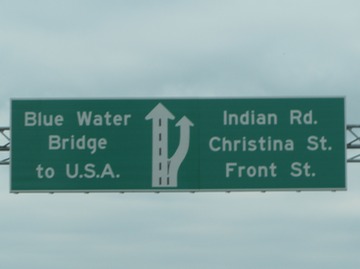 Blue Water
Bridge
to U.S.A.
Indian Rd.
Christina St.
Front St.